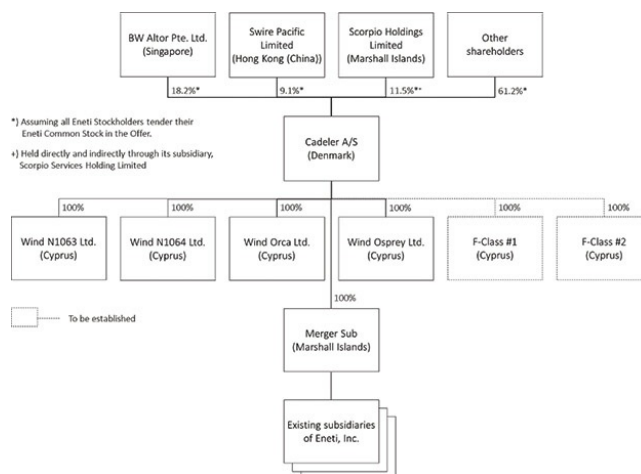 BW Altor Pte. Ltd.
(Singapore)
Swire Pacific
Limited
(Hong Kong (China))
Scorpio Holdings
Limited
(Marshall Islands)
Other
shareholders
18.2%*
9.1%*
11.5%*+
61.2%*
*) Assuming all Eneti Stockholders tender their
Eneti Common Stock in the Offer.
+) Held directly and indirectly through its subsidiary,
Scorpio Services Holding Limited
Cadeler A/S
(Denmark)
100%
100%
100%
100%
100%
100%
Wind N1063 Ltd.
(Cyprus)
Wind N1064 Ltd.
(Cyprus)
Wind Orca Ltd.
(Cyprus)
Wind Osprey Ltd.
(Cyprus)
F-Class #1
(Cyprus)
F-Class #2
(Cyprus)
100%
To be established
Merger Sub
(Marshall Islands)
Existing subsidiaries
of Eneti, Inc.